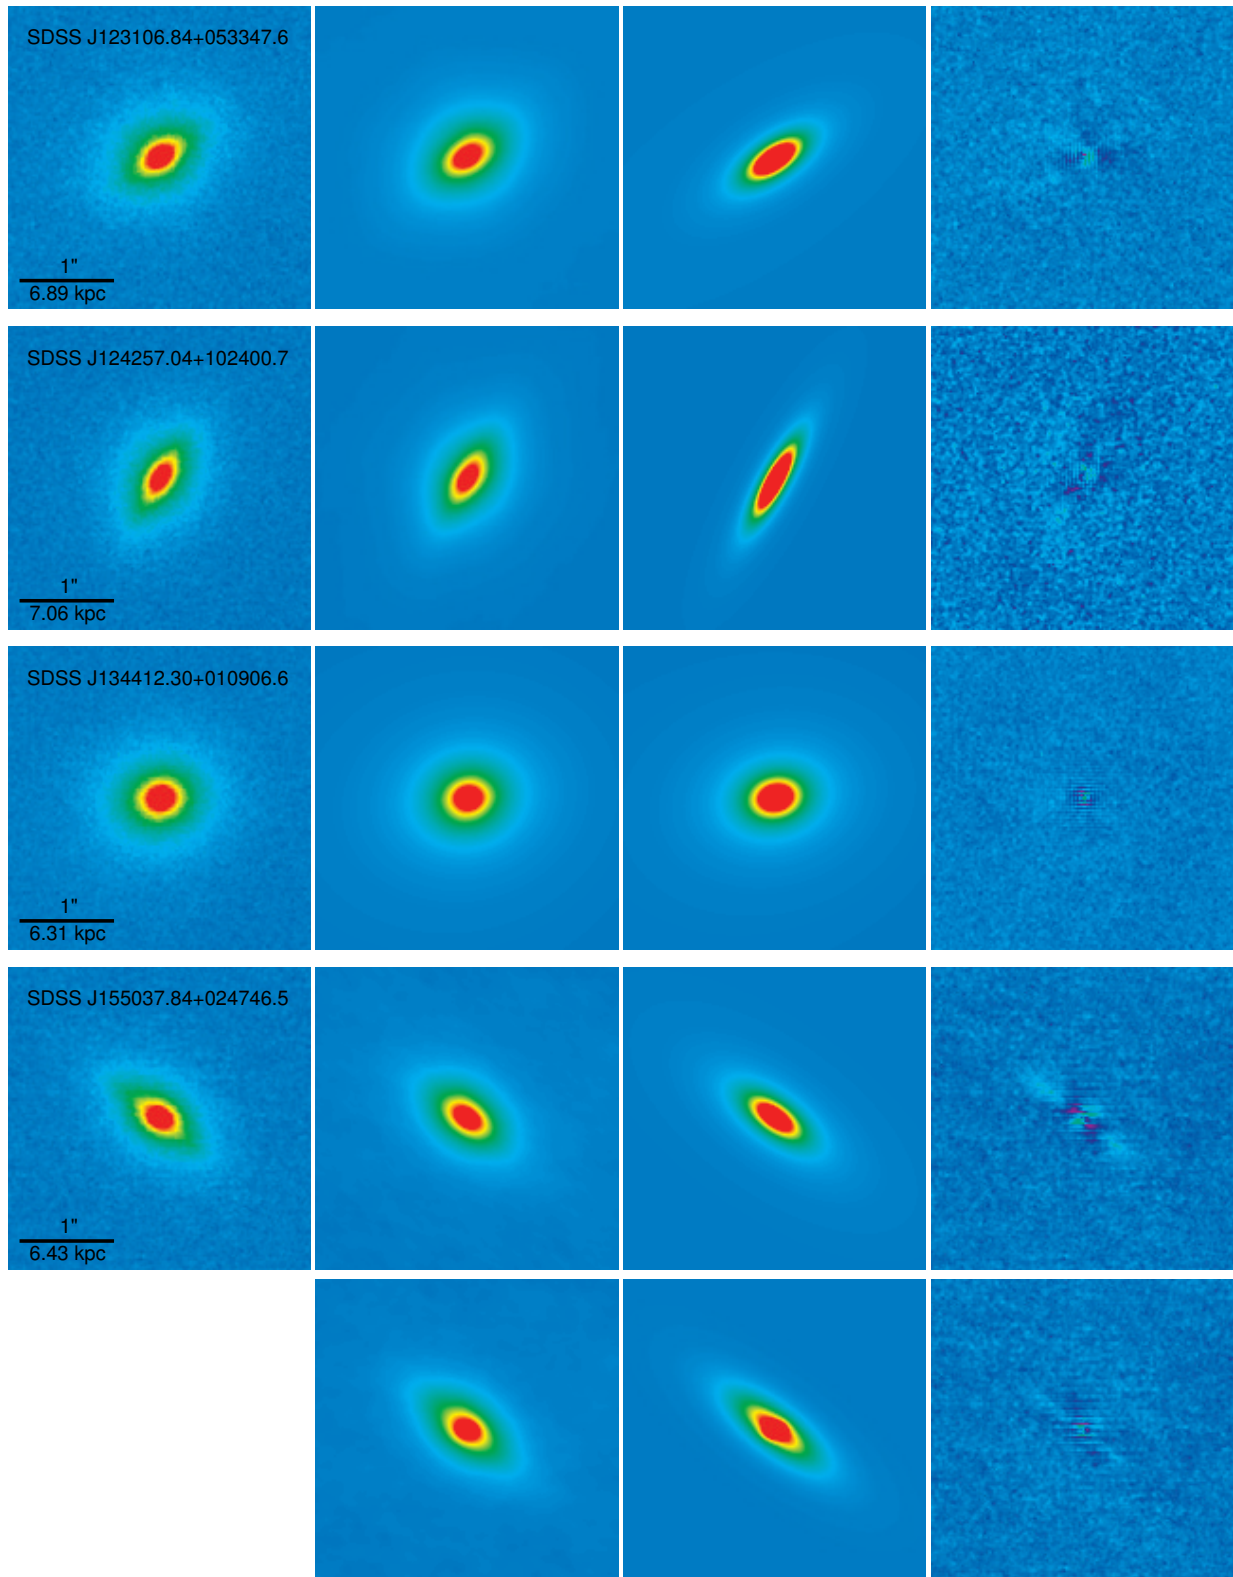 SDSS J123106.84+053347.6
1"
6.89 kpc
SDSS J124257.04+102400.7
1"
7.06 kpc
SDSS J134412.30+010906.6
1"
6.31 kpc
SDSS J155037.84+024746.5
1"
6.43 kpc